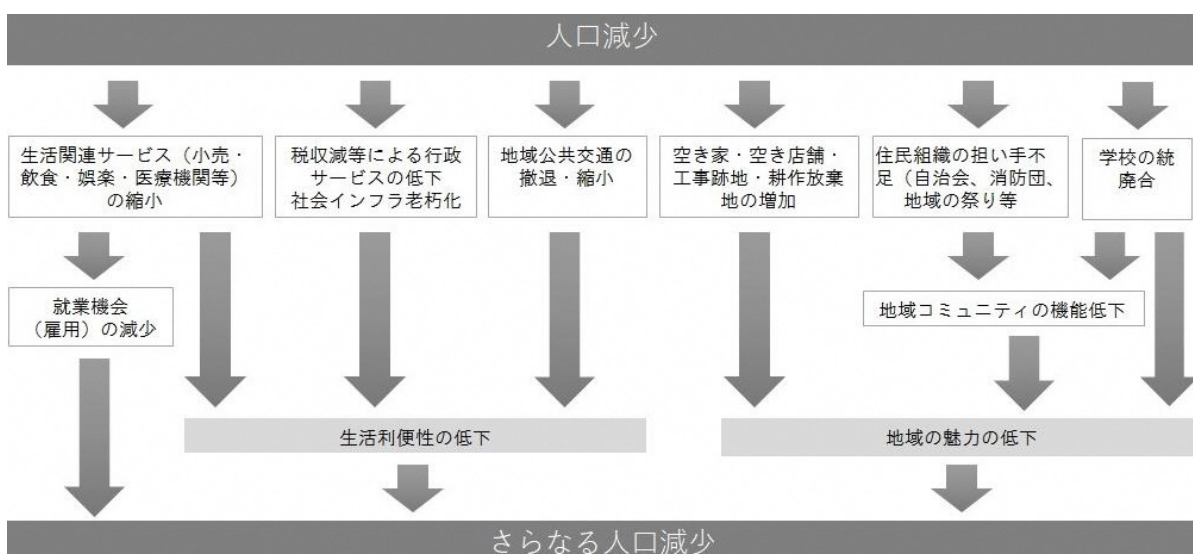 人口減少
生活関連サービス（小売・
飲食・娯楽・医療機関等）
の縮小
税収減等による行政
サービスの低下
社会インフラ老朽化
地域公共交通の
撤退・縮小
空き家・空き店舗・
工事跡地・耕作放棄
地の増加
住民組織の担い手不
足（自治会、消防団、
地域の祭り等
学校の統
廃合
就業機会
（雇用）の減少
地域コミュニティの機能低下
生活利便性の低下
地域の魅力の低下
さらなる人口減少